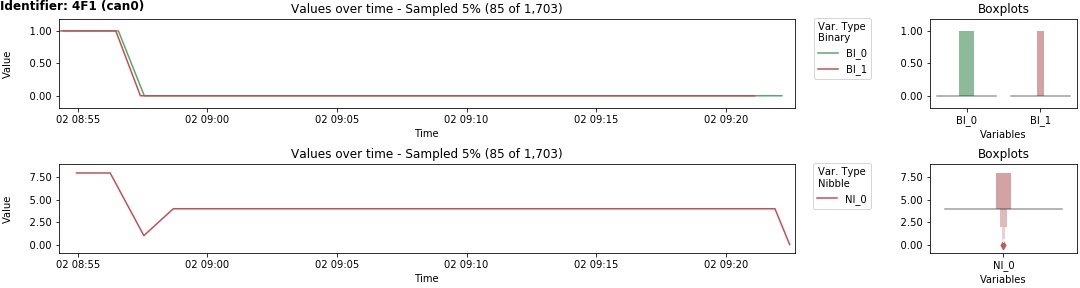 Identifier: 4F1 (can0)
Values over time - Sampled 5% (85 of 1,703)
Boxplots
Value
1.00
0.50
0.00
02 08:55
02 09:00
02 09:05
02 09:10
02 09:15
02 09:20
Time
Var. Type
Binary
BI_0
BI_1
1.00
0.50
0.00
BI_0
BI_1
Variables
Values over time - Sampled 5% (85 of 1,703)
Boxplots
Value
7.50
5.00
2.50
0.00
02 08:55
02 09:00
02 09:05
02 09:10
02 09:15
02 09:20
Time
Var. Type
Nibble
NI_0
7.50
5.00
2.50
0.00
NI_0
Variables